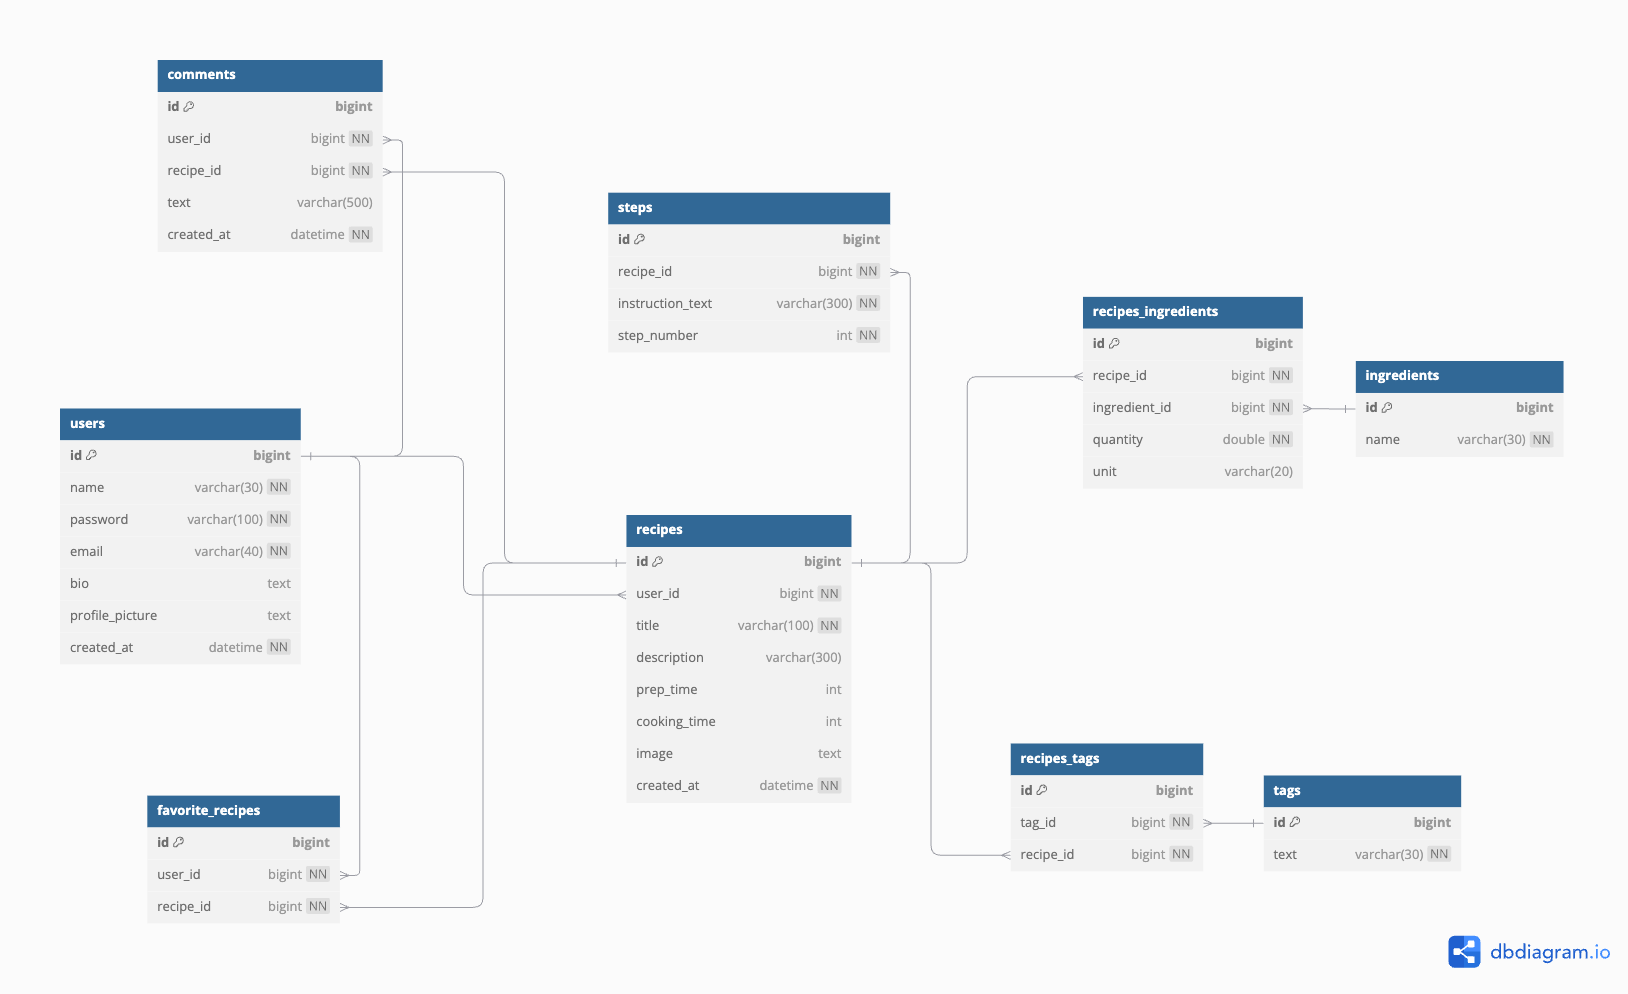 comments
id bigint
user_id bigint NN
recipe_id bigint NN
text varchar(500)
created_at datetime NN
steps
id bigint
recipe_id bigint NN
instruction_text varchar(300) NN
step_number int NN
recipes_ingredients
id bigint
recipe_id bigint NN
ingredient_id bigint NN
quantity double NN
unit varchar(20)
ingredients
id bigint
name varchar(30) NN
users
id bigint
name varchar(30) NN
password varchar(100) NN
email varchar(40) NN
bio text
profile_picture text
created_at datetime NN
recipes
id bigint
user_id bigint NN
title varchar(100) NN
description varchar(300)
prep_time int
cooking_time int
image text
created_at datetime NN
favorite_recipes
id bigint
user_id bigint NN
recipe_id bigint NN
recipes_tags
id bigint
tag_id bigint NN
recipe_id bigint NN
tags
id bigint
text varchar(30) NN
dbdiagram.io